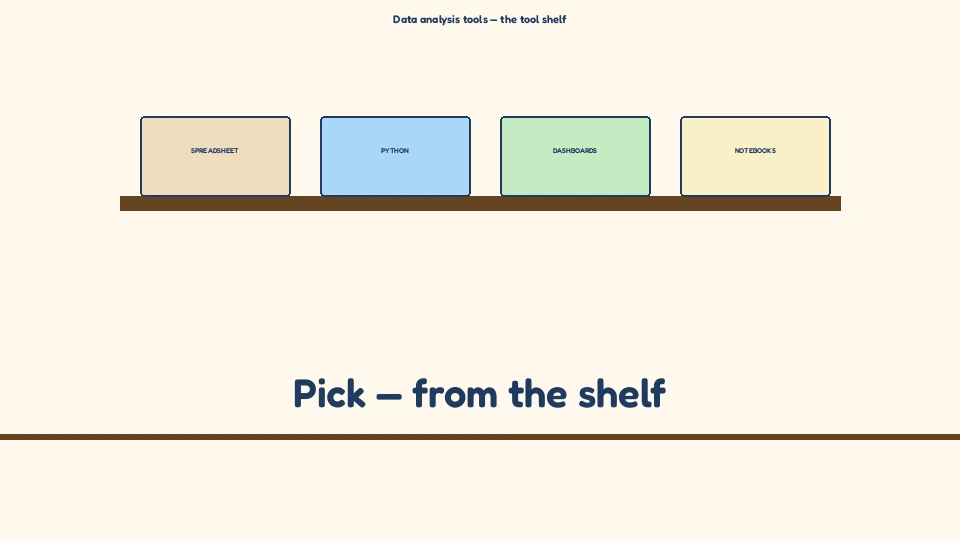 Data analysis tools — the tool shelf
SPREADSHEET
PYTHON
DASHBOARDS
NOTEBOOKS
Pick — from the shelf